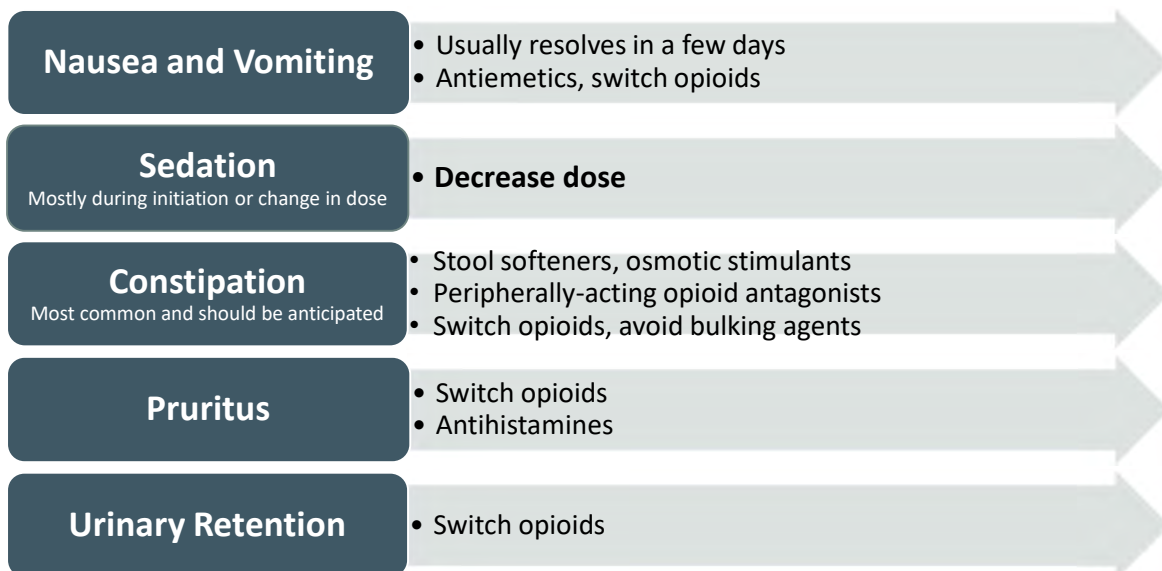 Nausea and Vomiting
• Usually resolves in a few days
• Antiemetics, switch opioids
Sedation
Mostly during initiation or change in dose
• Decrease dose
Constipation
Most common and should be anticipated
• Stool softeners, osmotic stimulants
• Peripherally-acting opioid antagonists
• Switch opioids, avoid bulking agents
Pruritus
• Switch opioids
• Antihistamines
Urinary Retention
• Switch opioids